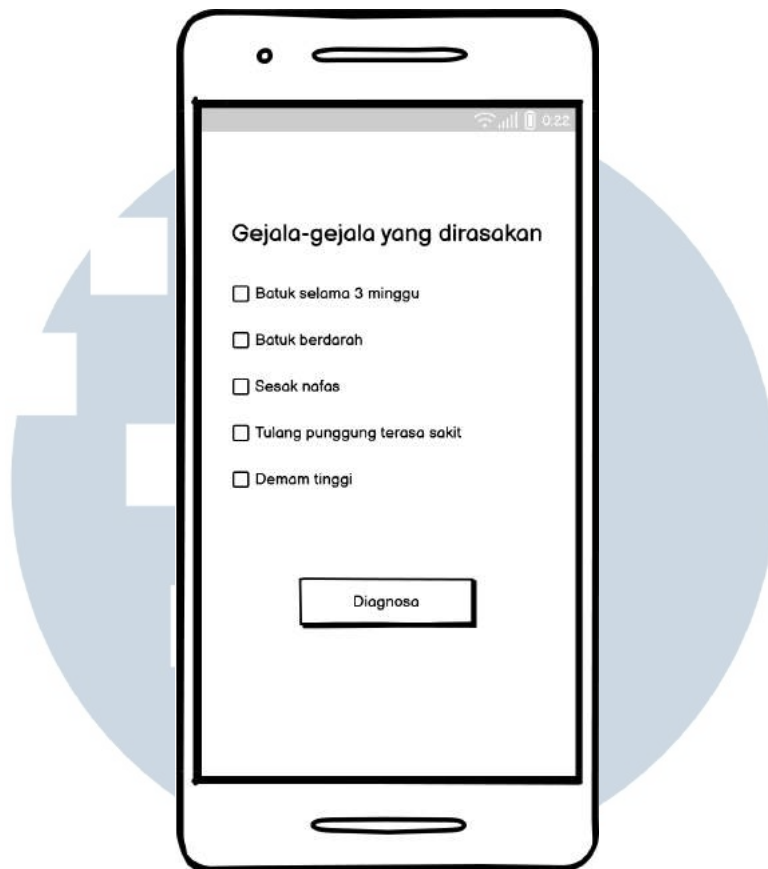 0:22
Gejala-gejala yang dirasakan
Batuk selama 3 minggu
Batuk berdarah
Sesak nafas
Tulang punggung terasa sakit
Demam tinggi
Diagnosa